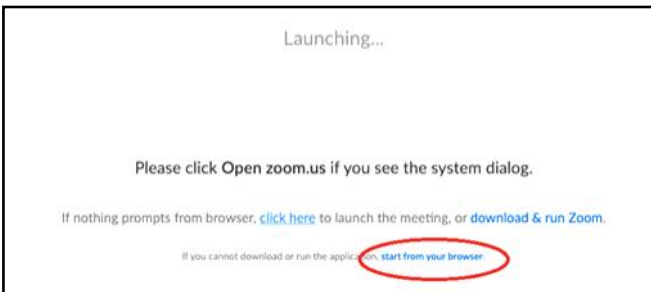 Launching...
Please click Open zoom.us if you see the system dialog.
If nothing prompts from browser, click here to launch the meeting, or download & run Zoom.
If you cannot download or run the application, start from your browser.